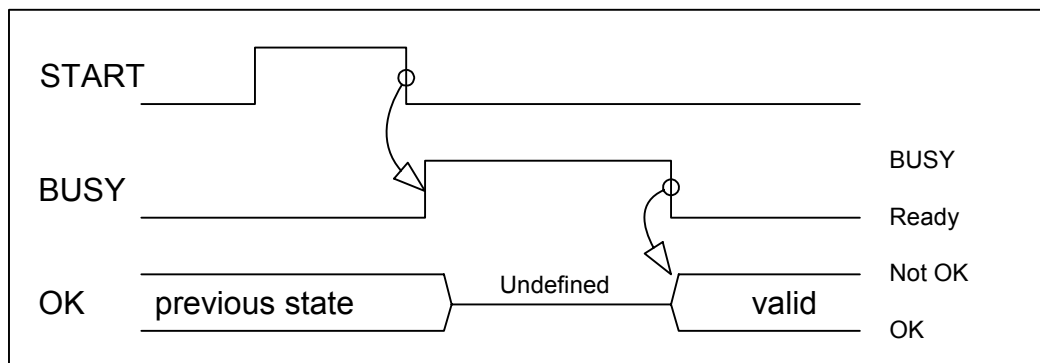 START
BUSY
BUSY
Ready
OK
previous state
Undefined
valid
Not OK
OK